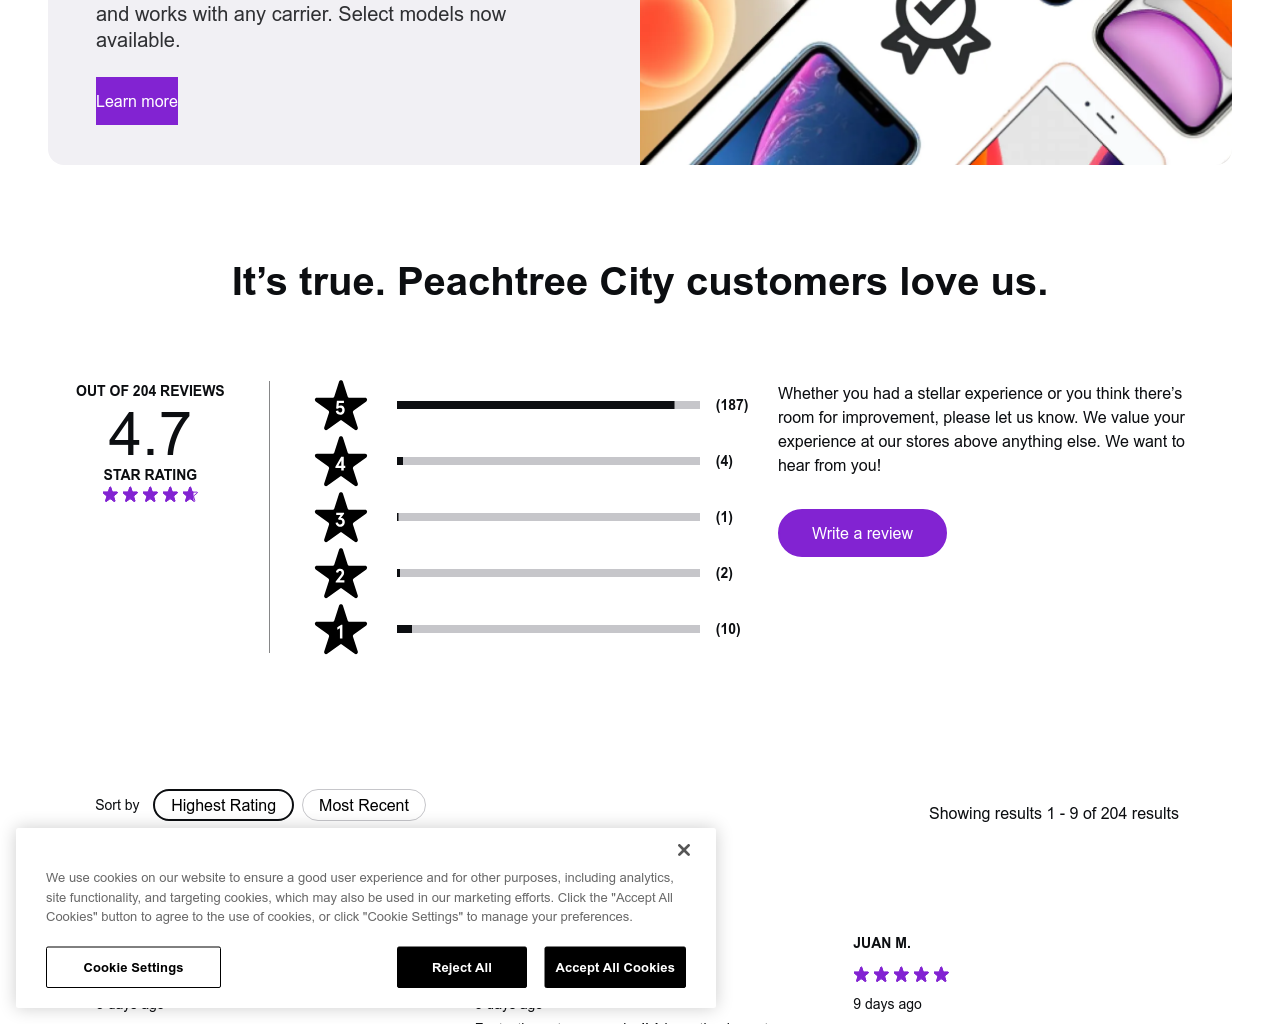 and works with any carrier. Select models now
available.
Learn more
It’s true. Peachtree City customers love us.
OUT OF 204 REVIEWS
4.7
STAR RATING
5
(187)
4
(4)
3
(1)
2
(2)
1
(10)
Whether you had a stellar experience or you think there’s
room for improvement, please let us know. We value your
experience at our stores above anything else. We want to
hear from you!
Write a review
Sort by
Highest Rating
Most Recent
Showing results 1 - 9 of 204 results
We use cookies on our website to ensure a good user experience and for other purposes, including analytics,
site functionality, and targeting cookies, which may also be used in our marketing efforts. Click the "Accept All
Cookies" button to agree to the use of cookies, or click "Cookie Settings" to manage your preferences.
Cookie Settings
Reject All
Accept All Cookies
JUAN M.
9 days ago